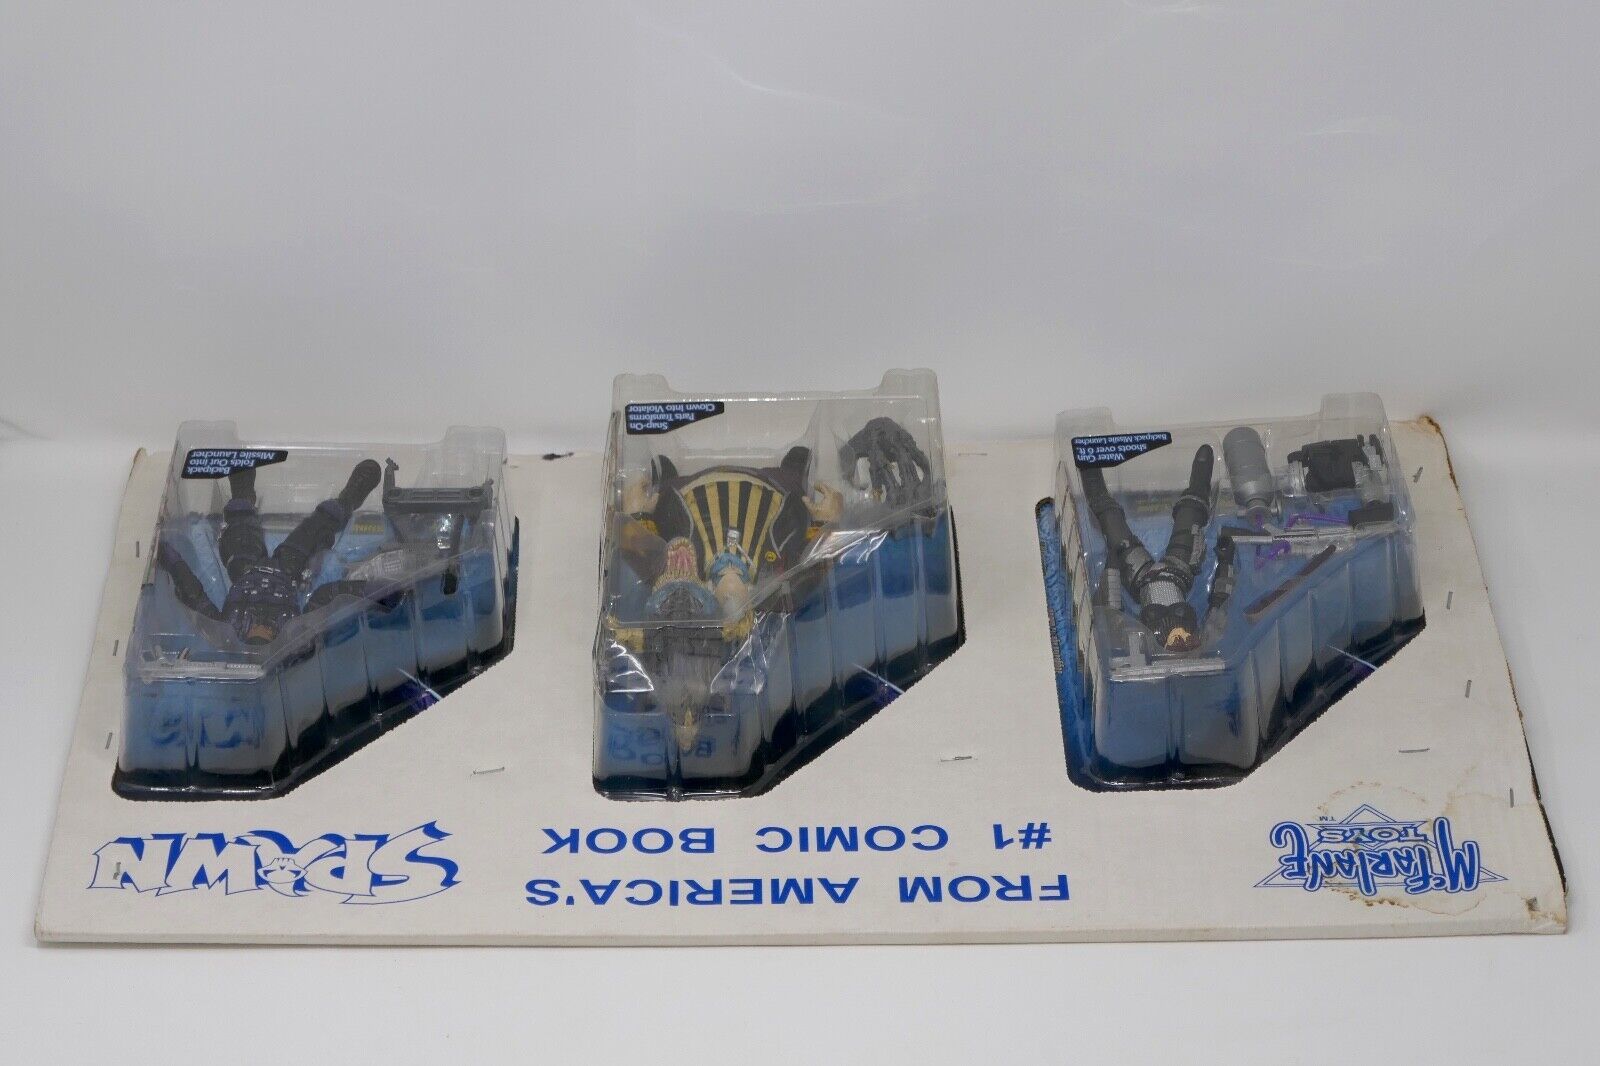 McFARLANE
TOYS
TM
FROM AMERICA'S
#1 COMIC BOOK
SPAWN
Water Gun
shoots over 6 ft.
Backpack Missile Launcher
Snap-On
Parts Transforms
Clown Into Violator
Backpack
Folds Out into
Missile Launcher